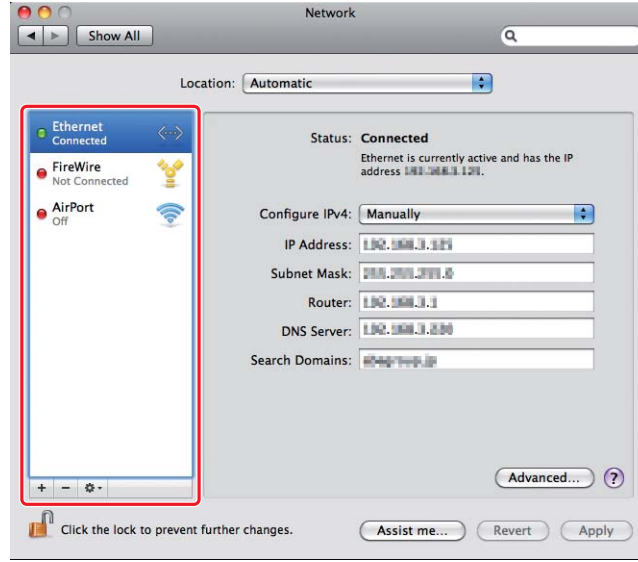 Network
Show All
Location: Automatic
Ethernet
Connected
FireWire
Not Connected
AirPort
Off
Status: Connected
Ethernet is currently active and has the IP
address
Configure IPv4: Manually
IP Address:
Subnet Mask:
Router:
DNS Server:
Search Domains:
+ −
Advanced... ?
Click the lock to prevent further changes.
Assist me... Revert Apply